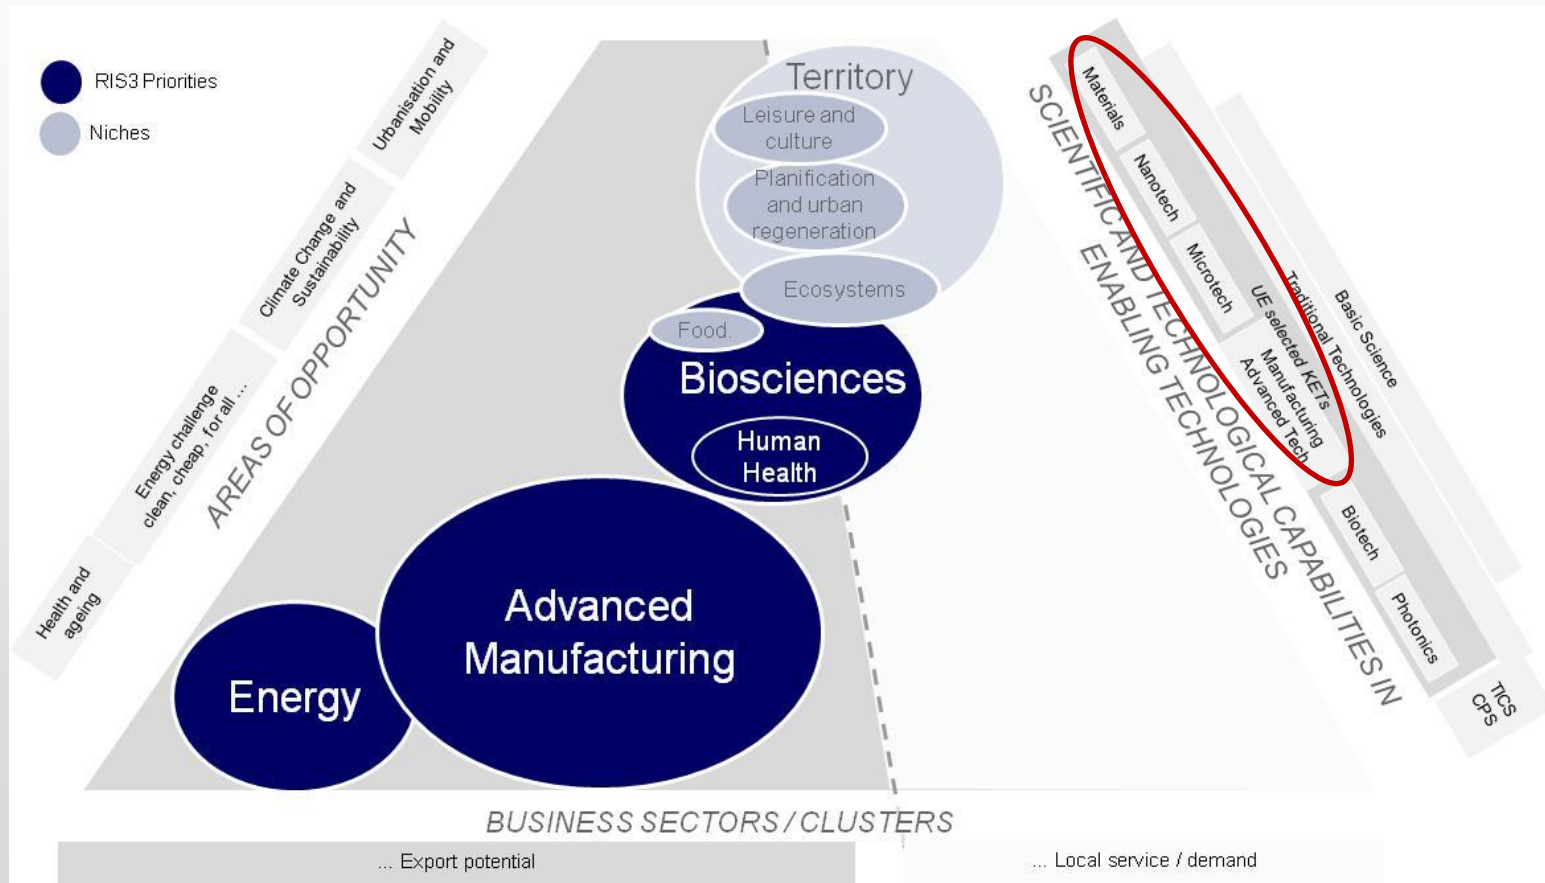 RIS3 Priorities
Niches
Urbanisation and
Mobility
Climate Change and
Sustainability
Energy challenge
clean, cheap, for all ...
Health and
ageing
AREAS OF OPPORTUNITY
Territory
Leisure and
culture
Planification
and urban
regeneration
Ecosystems
Food.
Biosciences
Human
Health
Advanced
Manufacturing
Energy
SCIENTIFIC AND TECHNOLOGICAL CAPABILITIES IN
ENABLING TECHNOLOGIES
Materials
Nanotech
Microtech
UE selected KETs
Manufacturing
Advanced Tech.
Biotech
Photonics
Traditional Technologies
Basic Science
TICS
CPS
BUSINESS SECTORS / CLUSTERS
... Export potential
... Local service / demand